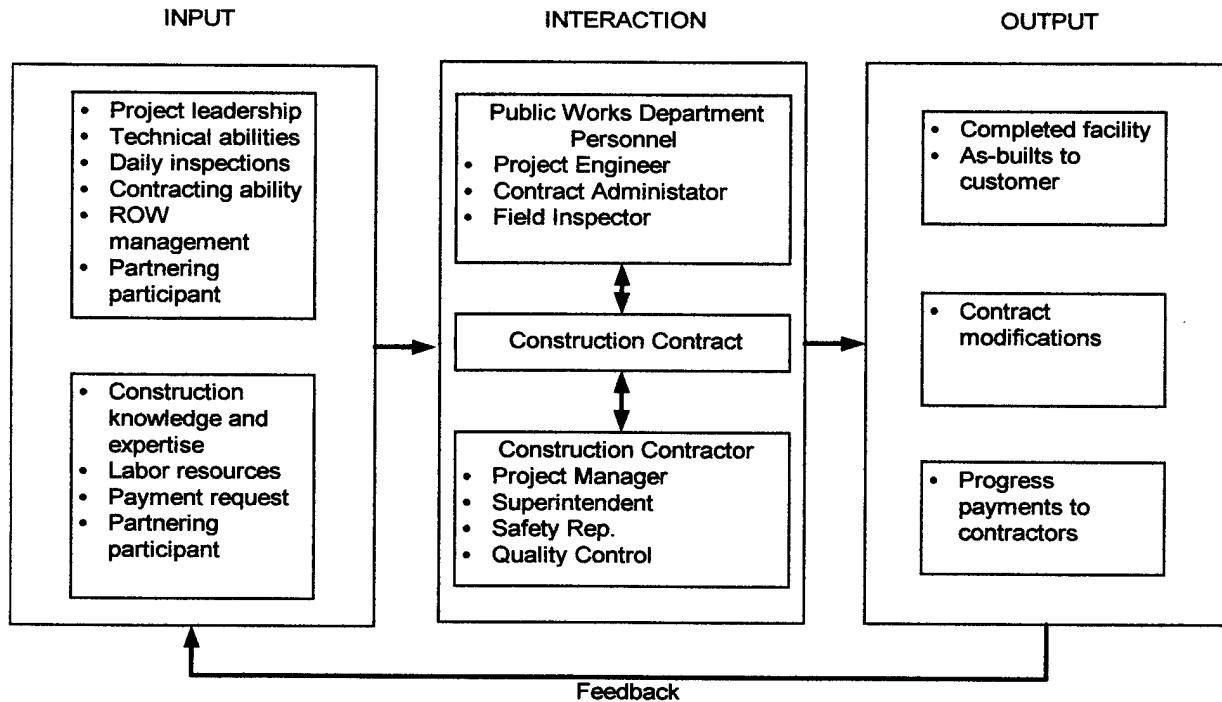 INPUT
INTERACTION
OUTPUT
• Project leadership
• Technical abilities
• Daily inspections
• Contracting ability
• ROW
management
• Partnering
participant
• Construction
knowledge and
expertise
• Labor resources
• Payment request
• Partnering
participant
Public Works Department
Personnel
• Project Engineer
• Contract Administator
• Field Inspector
Construction Contract
Construction Contractor
• Project Manager
• Superintendent
• Safety Rep.
• Quality Control
• Completed facility
• As-builts to
customer
• Contract
modifications
• Progress
payments to
contractors
Feedback